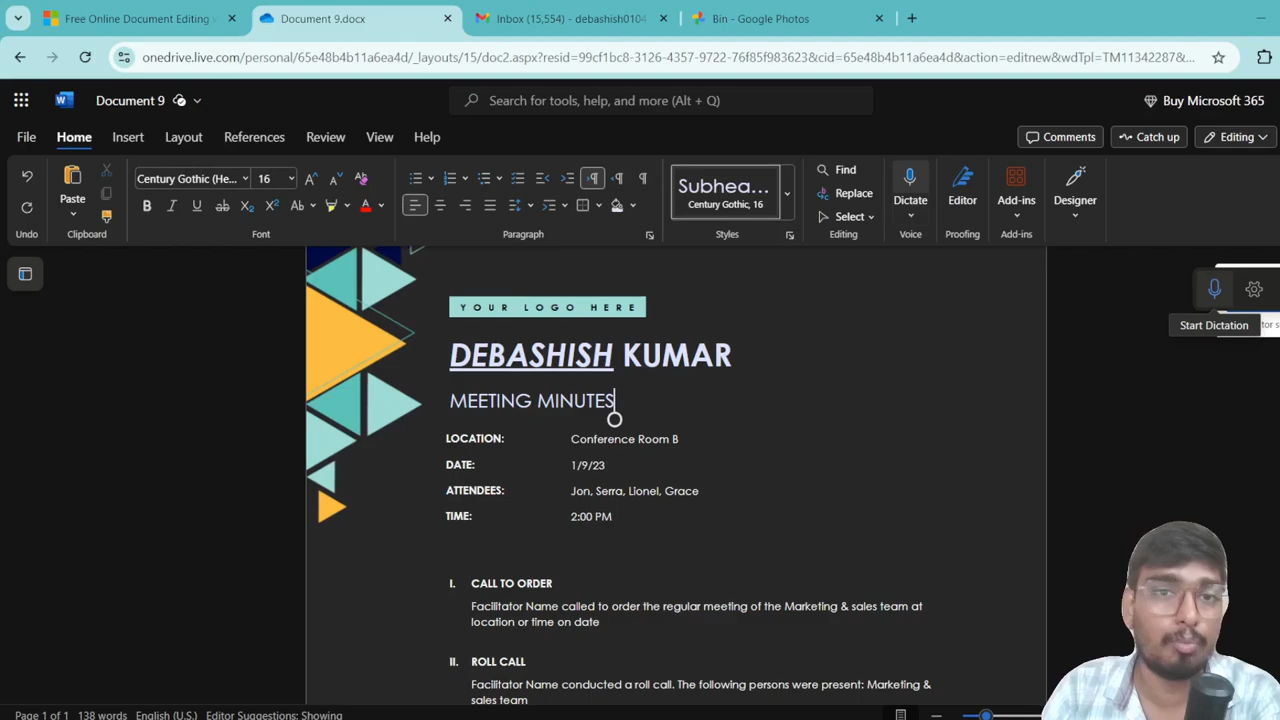 Free Online Document Editing
Document 9.docx
Inbox (15,554) - debashish0104
Bin - Google Photos
onedrive.live.com/personal/65e48b4b11a6ea4d/_layouts/15/doc2.aspx?resid=99cf1bc8-3126-4357-9722-76f85f983623&cid=65e48b4b11a6ea4d&action=editnew&wdTpl=TM11342287&...
Document 9
Search for tools, help, and more (Alt + Q)
Buy Microsoft 365
File Home Insert Layout References Review View Help
Comments Catch up Editing
Paste
Century Gothic (He... 16
Subhea...
Century Gothic, 16
Find
Replace
Select
Dictate
Editor
Add-ins
Designer
Undo Clipboard Font Paragraph Styles Editing Voice Proofing Add-ins
Start Dictation
YOUR LOGO HERE
DEBASHISH KUMAR
MEETING MINUTES
LOCATION: Conference Room B
DATE: 1/9/23
ATTENDEES: Jon, Serra, Lionel, Grace
TIME: 2:00 PM
I. CALL TO ORDER
Facilitator Name called to order the regular meeting of the Marketing & sales team at
location or time on date
II. ROLL CALL
Facilitator Name conducted a roll call. The following persons were present: Marketing &
sales team
Page 1 of 1 138 words English (U.S.) Editor Suggestions: Showing